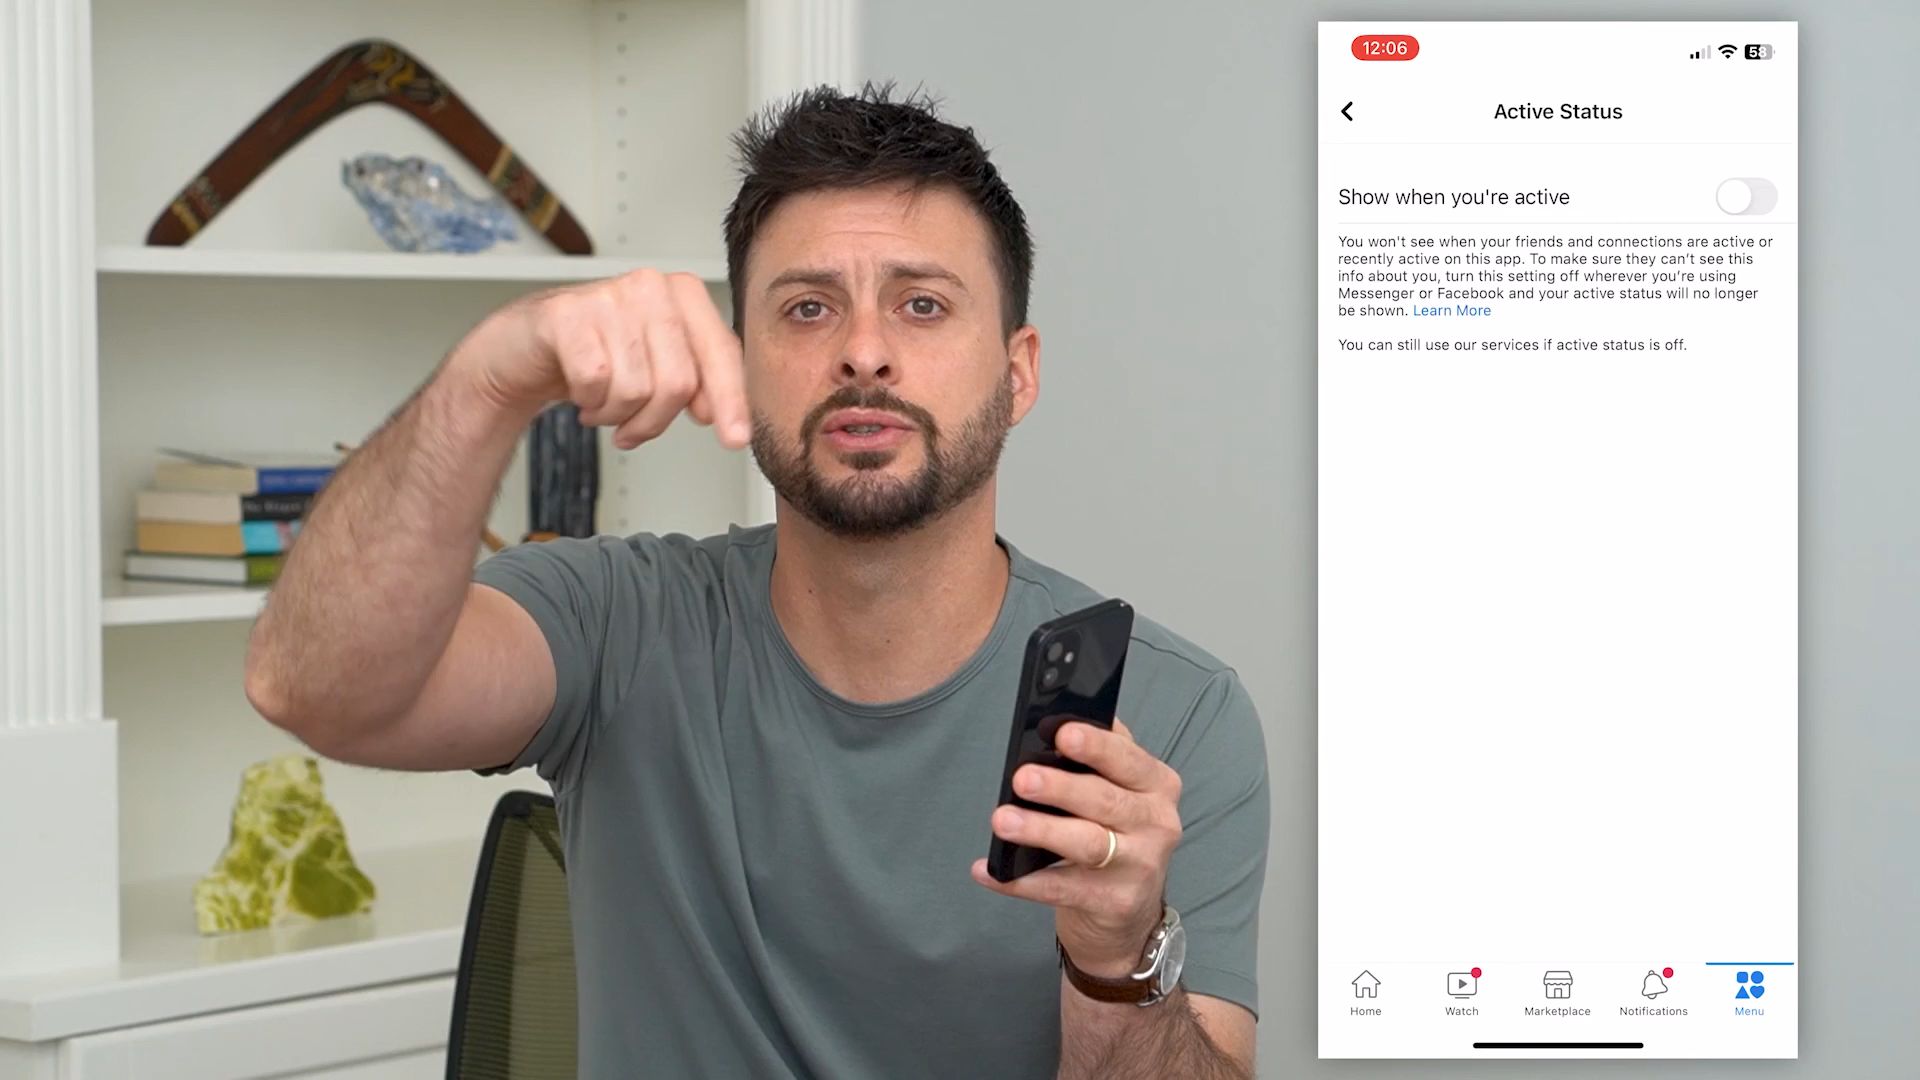 12:06
58
Active Status
Show when you're active
You won't see when your friends and connections are active or
recently active on this app. To make sure they can't see this
info about you, turn this setting off wherever you're using
Messenger or Facebook and your active status will no longer
be shown. Learn More
You can still use our services if active status is off.
Home
Watch
Marketplace
Notifications
Menu